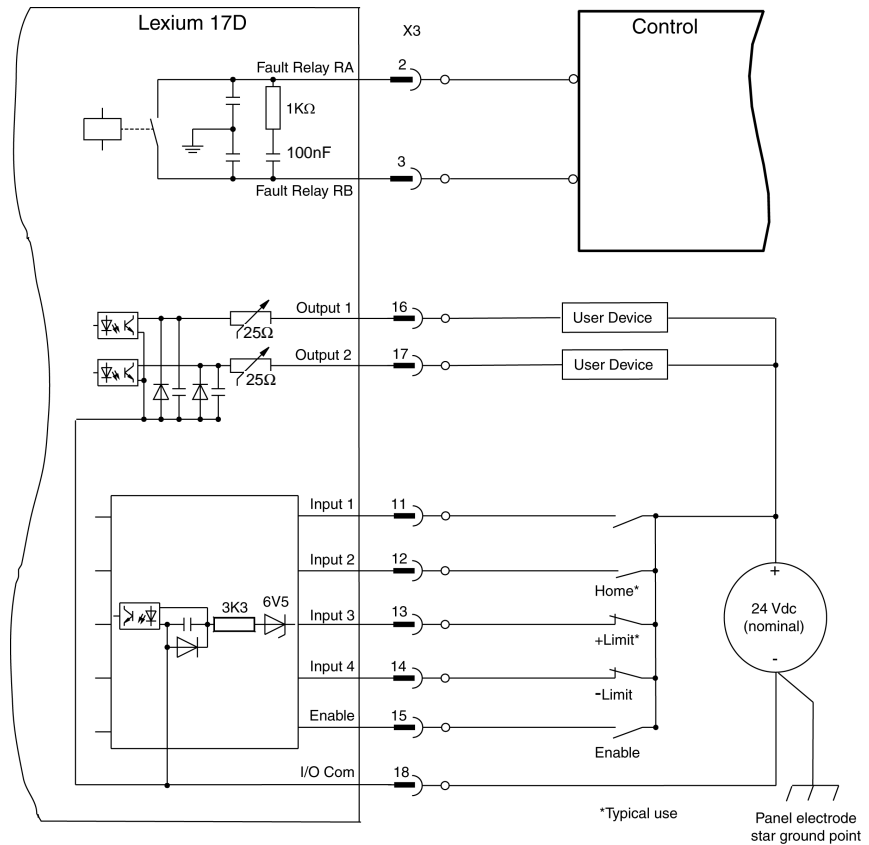 Lexium 17D
X3
Control
Fault Relay RA
2
1KΩ
100nF
3
Fault Relay RB
Output 1
16
User Device
25Ω
Output 2
17
User Device
25Ω
Input 1
11
Input 2
12
Home*
+
3K3
6V5
Input 3
13
24 Vdc
(nominal)
+Limit*
-
Input 4
14
-Limit
Enable
15
Enable
I/O Com
18
*Typical use
Panel electrode
star ground point